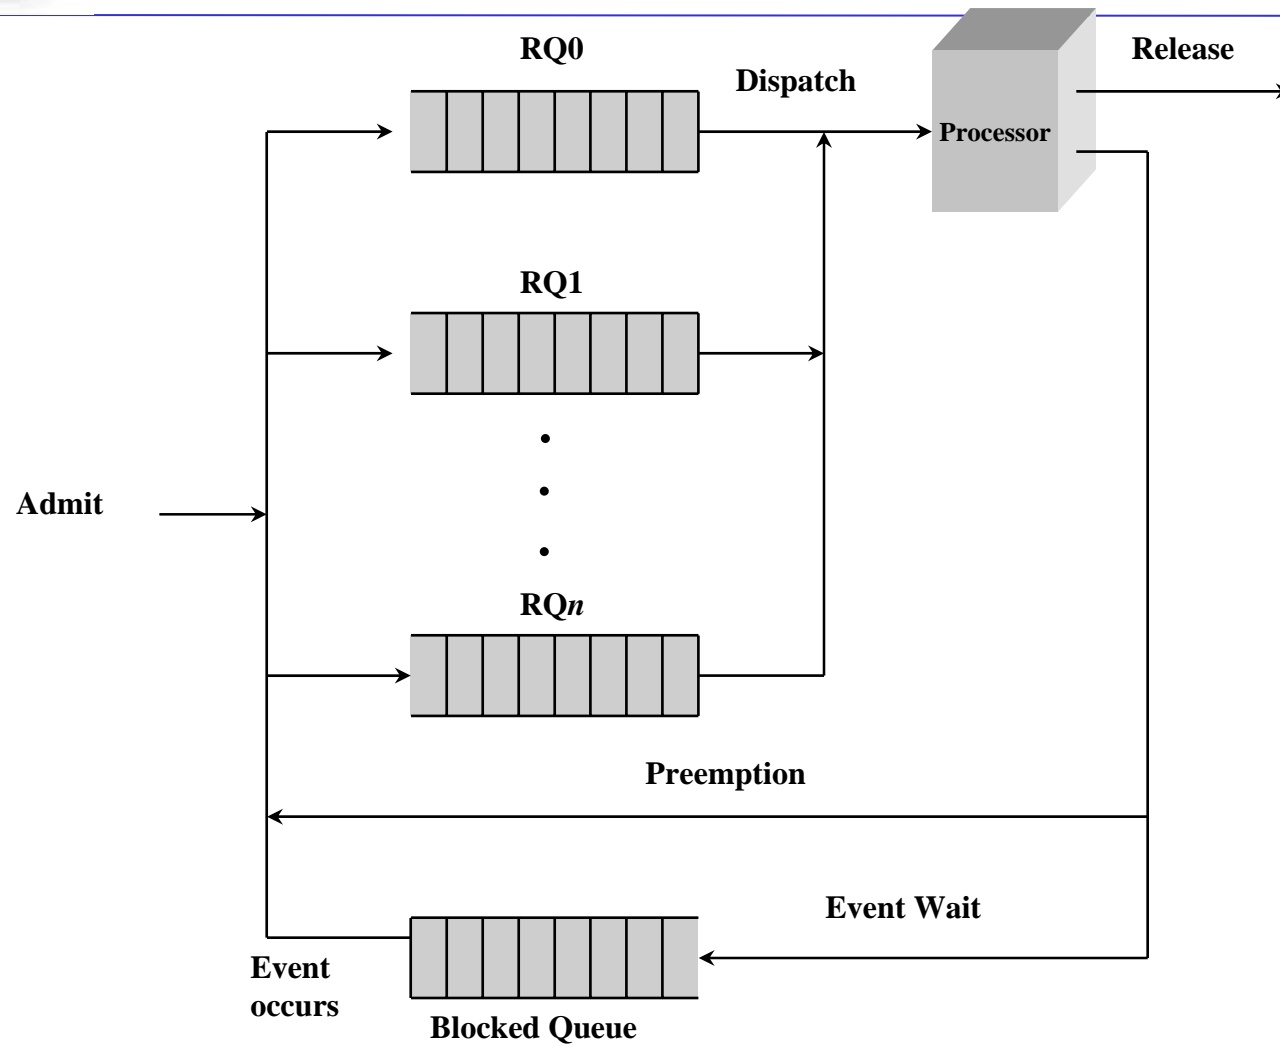 RQ0
Release
Dispatch
Processor
RQ1
Admit
RQn
Preemption
Event Wait
Event
occurs
Blocked Queue